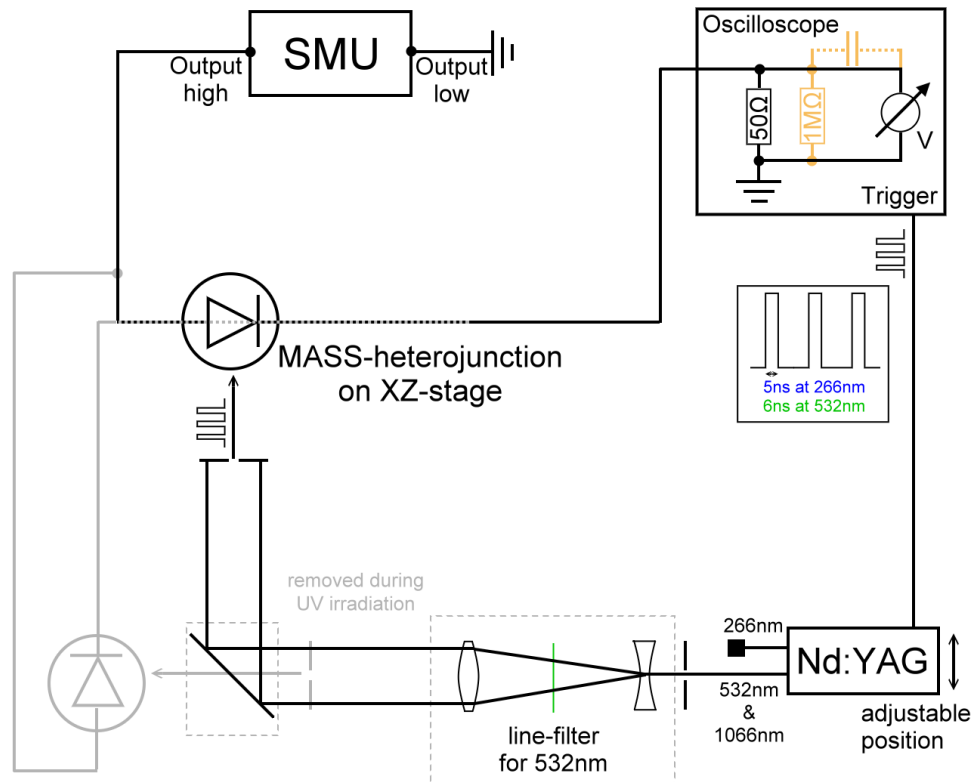 SMU
Output
high
Output
low
Oscilloscope
50Ω
1MΩ
V
Trigger
MASS-heterojunction
on XZ-stage
5ns at 266nm
6ns at 532nm
removed during
UV irradiation
266nm
Nd:YAG
532nm
&
1066nm
adjustable
position
line-filter
for 532nm